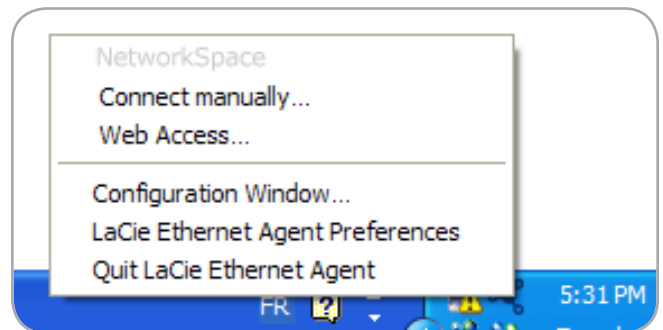 NetworkSpace
Connect manually...
Web Access...
Configuration Window...
LaCie Ethernet Agent Preferences
Quit LaCie Ethernet Agent
FR
5:31 PM